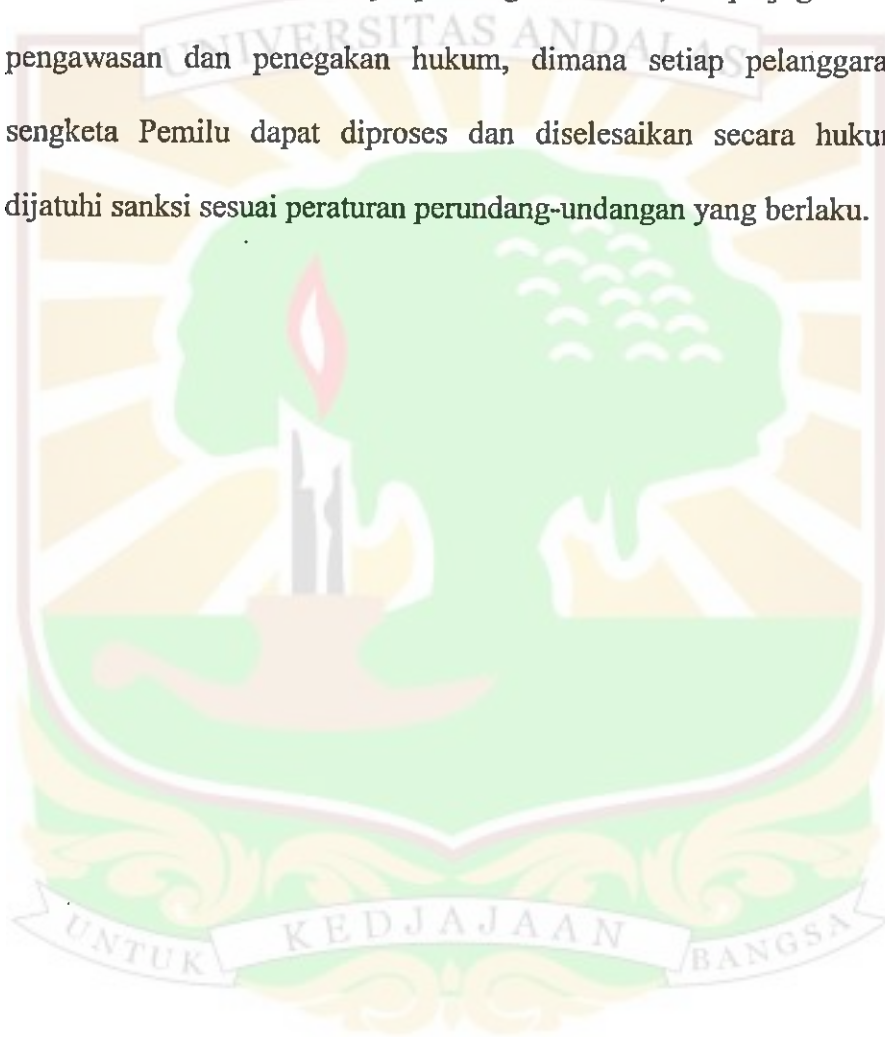 UNIVERSITAS ANDALAS
pengawasan dan penegakan hukum, dimana setiap pelanggara
sengketa Pemilu dapat diproses dan diselesaikan secara huku
dijatuhi sanksi sesuai peraturan perundang-undangan yang berlaku.
UNTUK KEDJAJAAN BANGSA